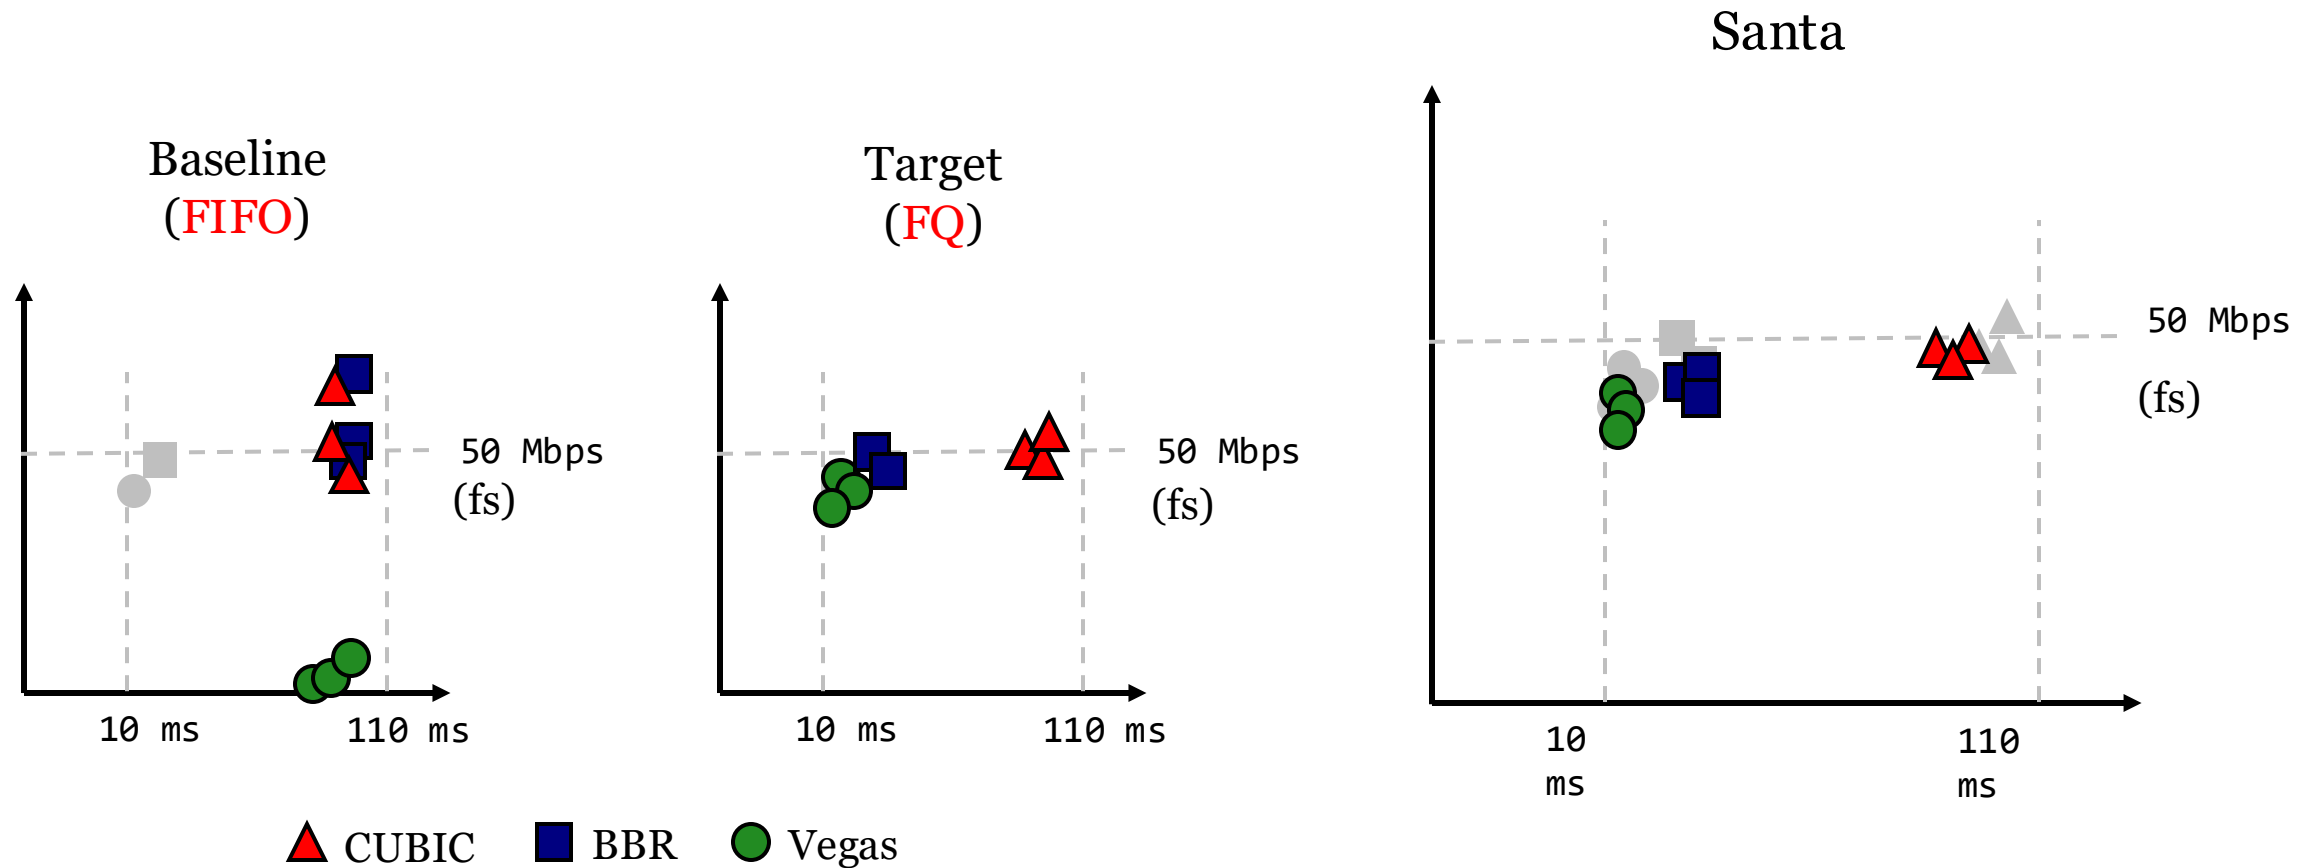 Baseline
(FIFO)
50 Mbps
(fs)
10 ms
110 ms
Target
(FQ)
50 Mbps
(fs)
10 ms
110 ms
Santa
50 Mbps
(fs)
10
ms
110
ms
CUBIC
BBR
Vegas